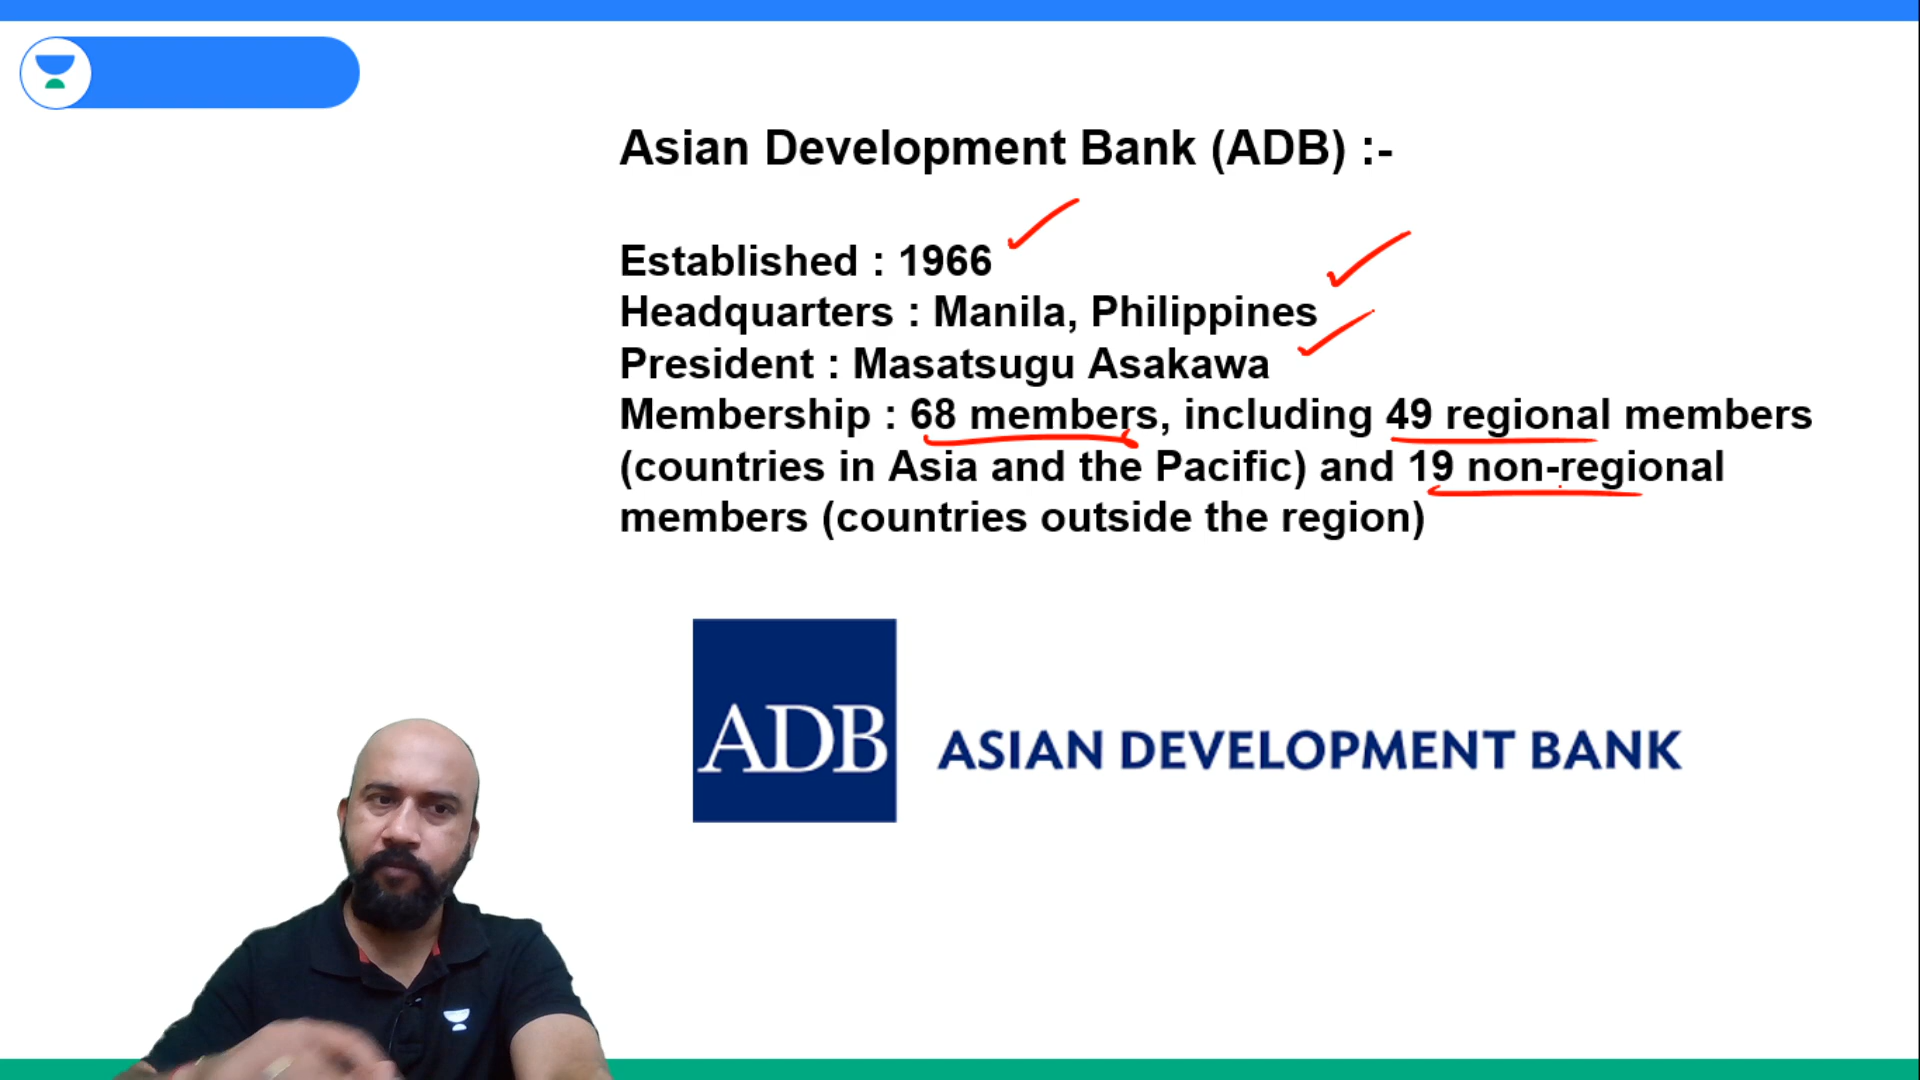 Asian Development Bank (ADB) :-
Established : 1966
Headquarters : Manila, Philippines
President : Masatsugu Asakawa
Membership : 68 members, including 49 regional members
(countries in Asia and the Pacific) and 19 non-regional
members (countries outside the region)
ADB
ASIAN DEVELOPMENT BANK